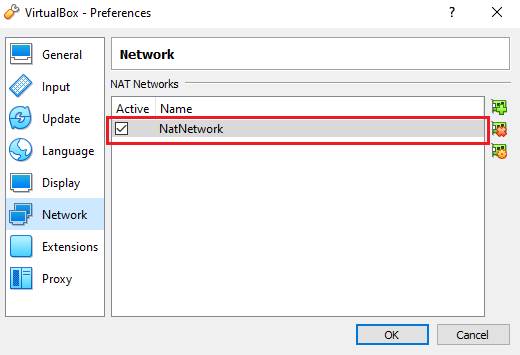 VirtualBox - Preferences
?
General
Input
Update
Language
Display
Network
Extensions
Proxy
Network
NAT Networks
Active Name
NatNetwork
OK Cancel